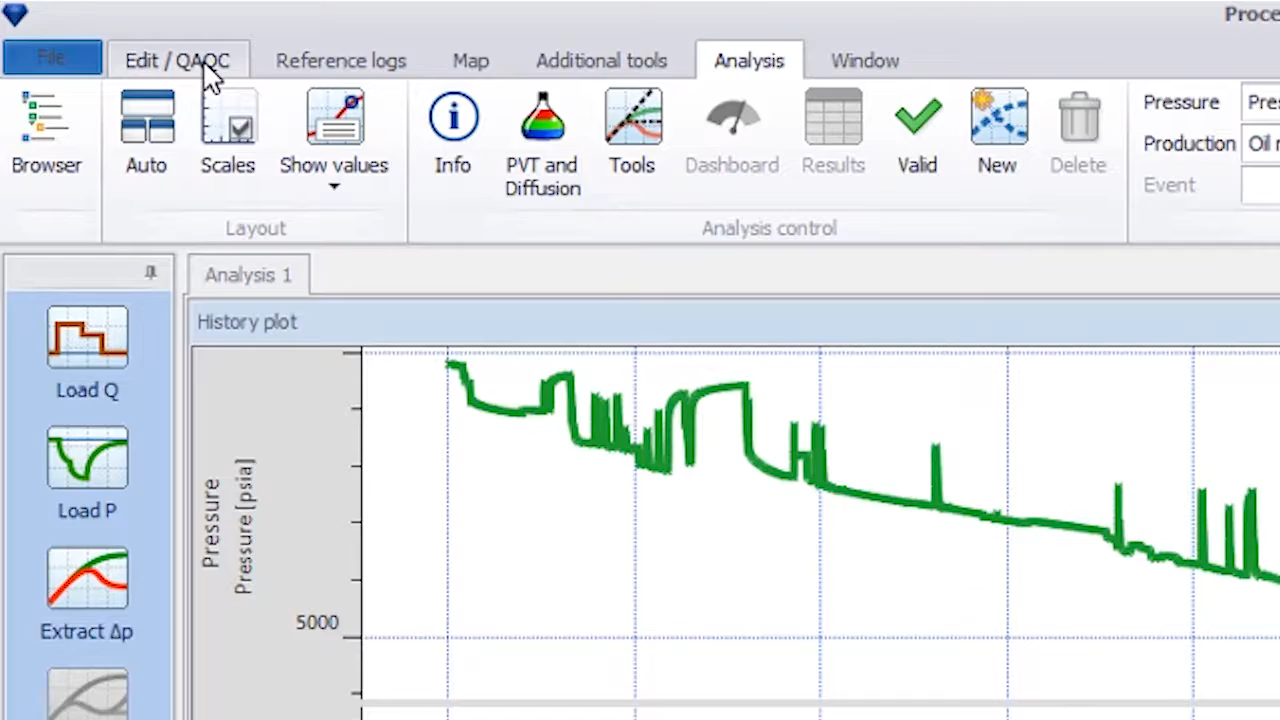 Proce
File
Edit / QAQC
Reference logs
Map
Additional tools
Analysis
Window
Browser
Auto
Scales
Show values
Layout
Info
PVT and
Diffusion
Tools
Dashboard
Results
Valid
New
Delete
Analysis control
Pressure
Pre
Production
Oil r
Event
Analysis 1
Load Q
Load P
Extract Δp
History plot
Pressure
Pressure [psia]
5000